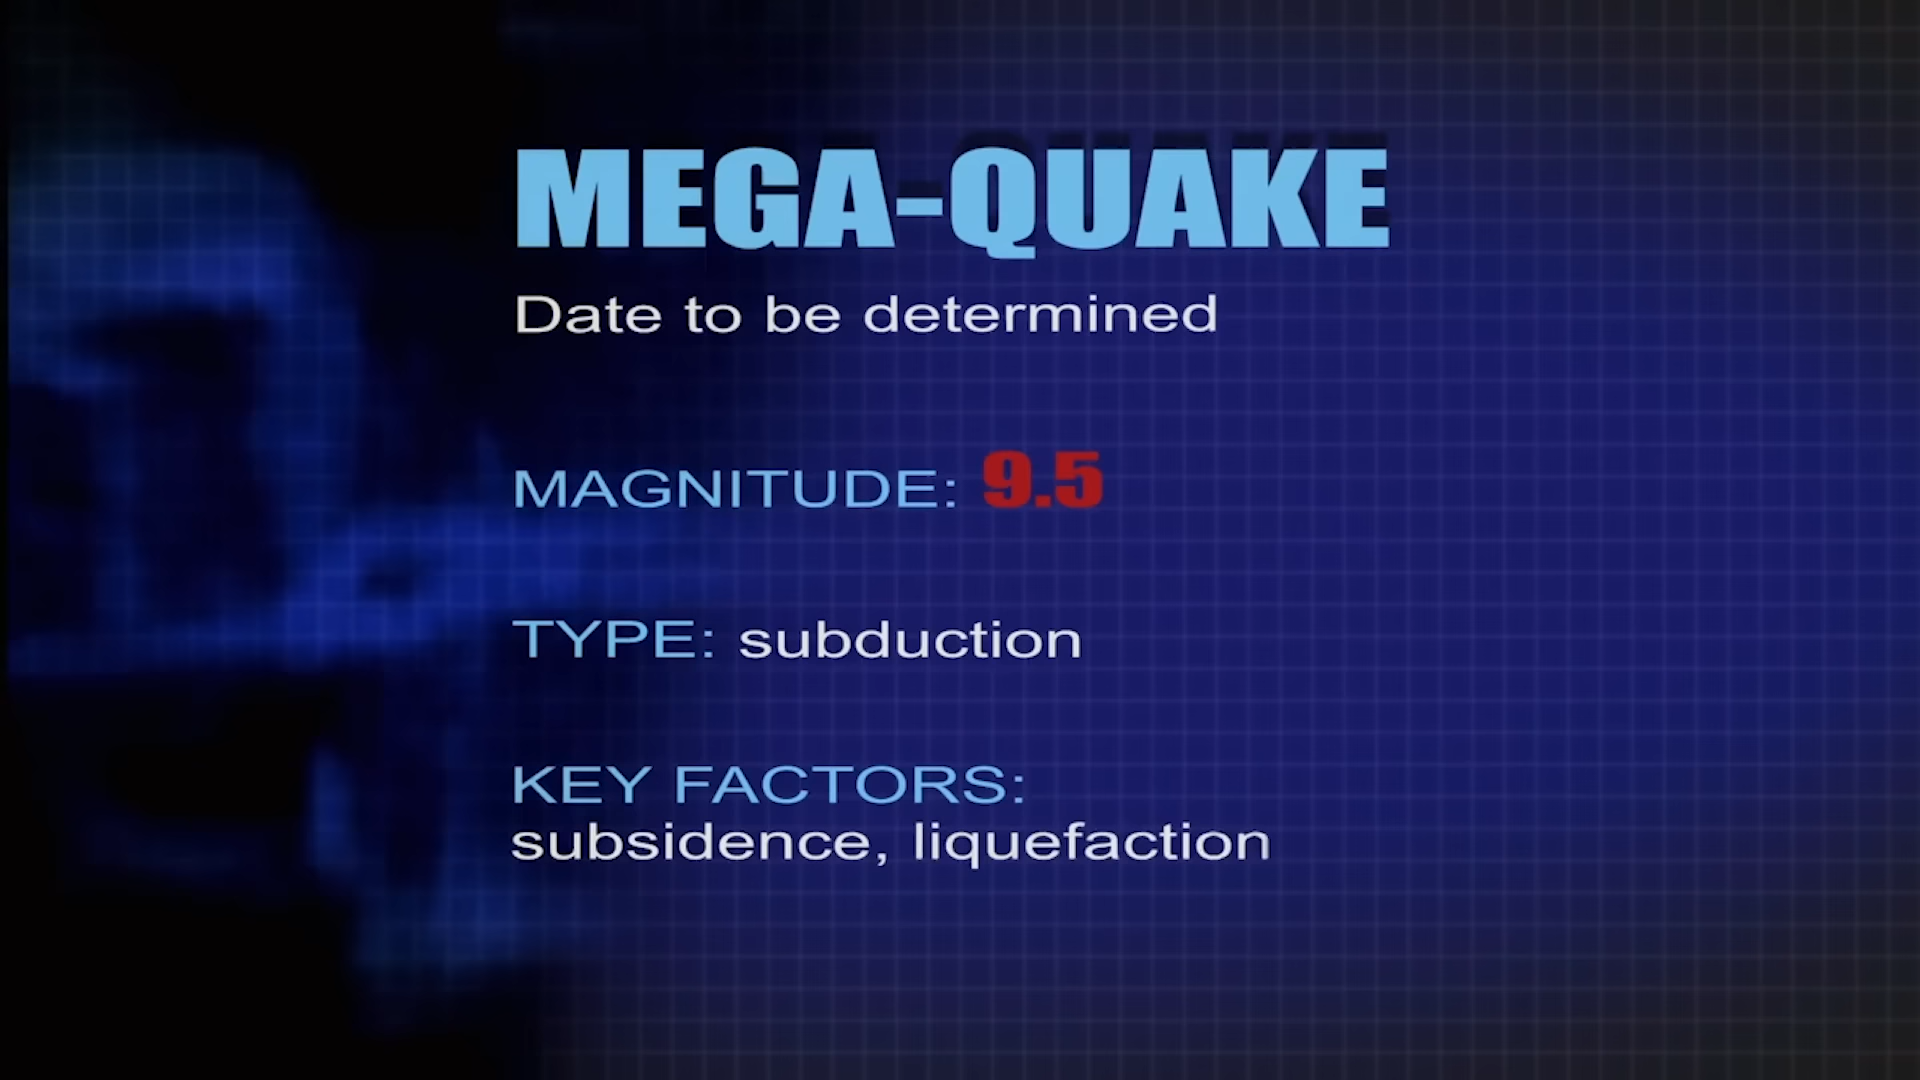 MEGA-QUAKE
Date to be determined
MAGNITUDE: 9.5
TYPE: subduction
KEY FACTORS:
subsidence, liquefaction